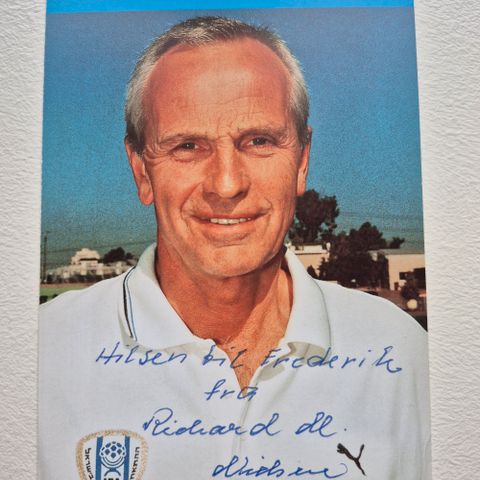 Hilsen til Frederik
fra
Richard M.
Nielsen